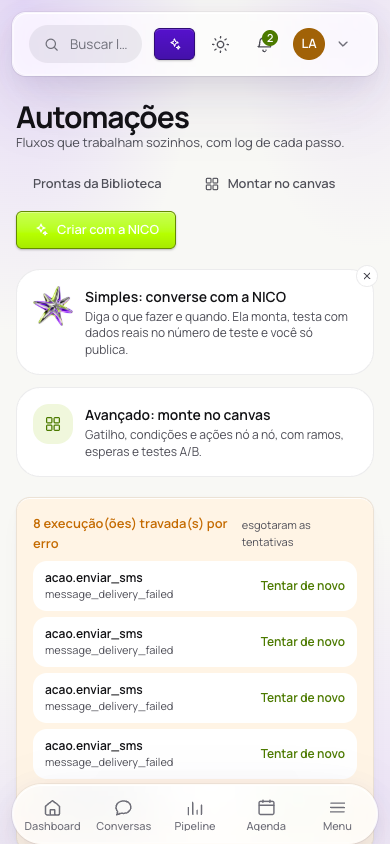 Buscar l...
2
LA
Automações
Fluxos que trabalham sozinhos, com log de cada passo.
Prontas da Biblioteca
Montar no canvas
Criar com a NICO
Simples: converse com a NICO
Diga o que fazer e quando. Ela monta, testa com
dados reais no número de teste e você só
publica.
Avançado: monte no canvas
Gatilho, condições e ações nó a nó, com ramos,
esperas e testes A/B.
8 execução(ões) travada(s) por
erro
esgotaram as
tentativas
acao.enviar_sms
message_delivery_failed
Tentar de novo
acao.enviar_sms
message_delivery_failed
Tentar de novo
acao.enviar_sms
message_delivery_failed
Tentar de novo
acao.enviar_sms
message_delivery_failed
Tentar de novo
Dashboard
Conversas
Pipeline
Agenda
Menu